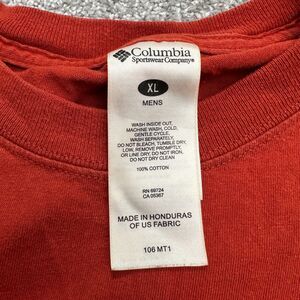 Columbia
Sportswear Company®
XL
MENS
WASH INSIDE OUT,
MACHINE WASH, COLD,
GENTLE CYCLE,
WASH SEPARATELY,
DO NOT BLEACH, TUMBLE DRY,
LOW, REMOVE PROMPTLY,
OR LINE DRY, DO NOT IRON,
DO NOT DRY CLEAN
100% COTTON
RN 69724
CA 05367
MADE IN HONDURAS
OF US FABRIC
106 MT1